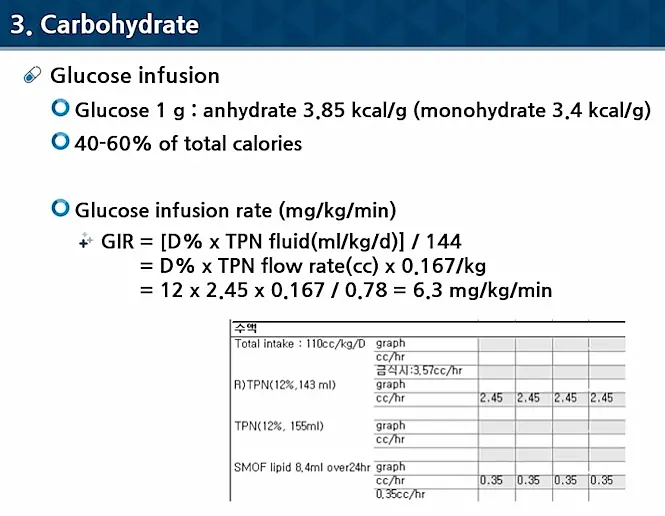 3. Carbohydrate
Glucose infusion
Glucose 1 g : anhydrate 3.85 kcal/g (monohydrate 3.4 kcal/g)
40-60% of total calories
Glucose infusion rate (mg/kg/min)
GIR = [D% x TPN fluid(ml/kg/d)] / 144
= D% x TPN flow rate(cc) x 0.167/kg
= 12 x 2.45 x 0.167 / 0.78 = 6.3 mg/kg/min
수액
Total intake : 110cc/kg/D graph
cc/hr
금식시:3.57cc/hr
R)TPN(12%,143 ml) graph
cc/hr 2.45 2.45 2.45 2.45
TPN(12%, 155ml) graph
cc/hr
SMOF lipid 8.4ml over24hr graph
cc/hr 0.35 0.35 0.35 0.35
0.35cc/hr